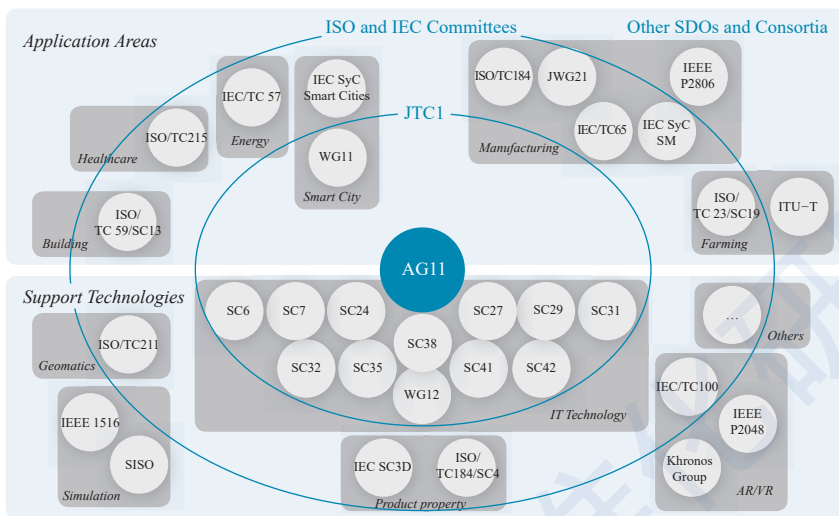 ISO and IEC Committees
Other SDOs and Consortia
Application Areas
JTC1
IEC/TC 57
Energy
IEC SyC
Smart Cities
WG11
Smart City
ISO/TC184
JWG21
IEEE
P2806
IEC/TC65
IEC SyC
SM
Manufacturing
ISO/TC215
Healthcare
ISO/
TC 59/SC13
Building
ISO/
TC 23/SC19
ITU−T
Farming
AG11
Support Technologies
SC6
SC7
SC24
SC38
SC27
SC29
SC31
SC32
SC35
WG12
SC41
SC42
IT Technology
…
Others
ISO/TC211
Geomatics
IEEE 1516
SISO
Simulation
IEC SC3D
ISO/
TC184/SC4
Product property
IEC/TC100
IEEE
P2048
Khronos
Group
AR/VR